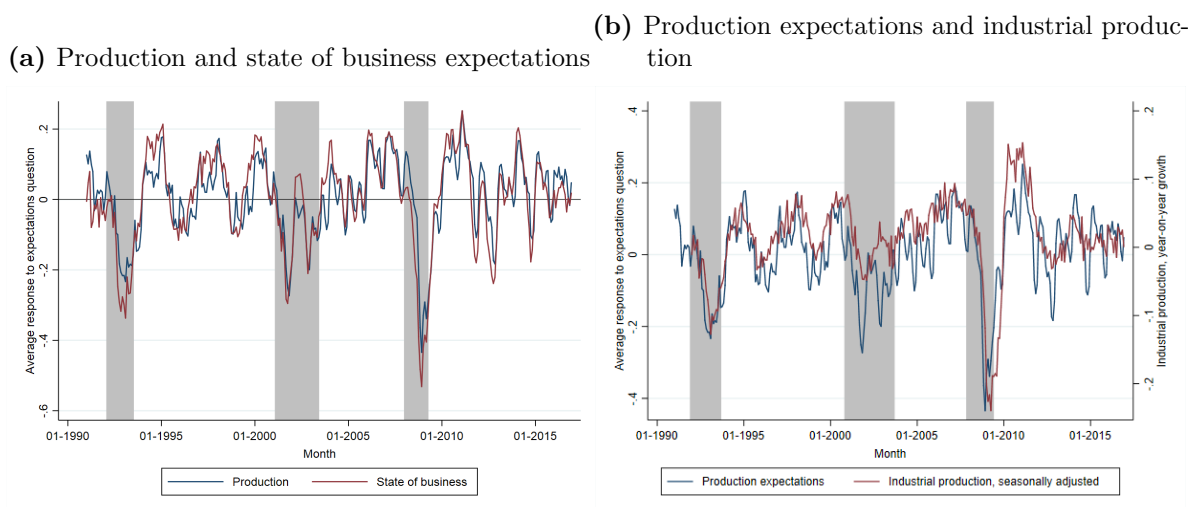 (a) Production and state of business expectations
Average response to expectations question
.2
0
-.2
-.4
-.6
01-1990 01-1995 01-2000 01-2005 01-2010 01-2015
Month
Production State of business
(b) Production expectations and industrial produc-
tion
Average response to expectations question
.4
.2
0
-.2
-.4
.2
.1
0
-.1
-.2
Industrial production, year-on-year growth
01-1990 01-1995 01-2000 01-2005 01-2010 01-2015
Month
Production expectations Industrial production, seasonally adjusted